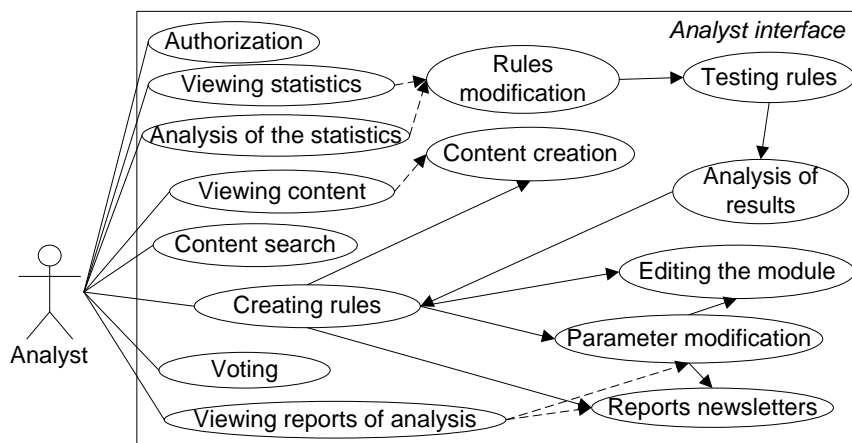 Analyst interface
Authorization
Viewing statistics
Rules
modification
Testing rules
Analysis of the statistics
Content creation
Viewing content
Analysis of
results
Content search
Editing the module
Creating rules
Parameter modification
Analyst
Voting
Viewing reports of analysis
Reports newsletters